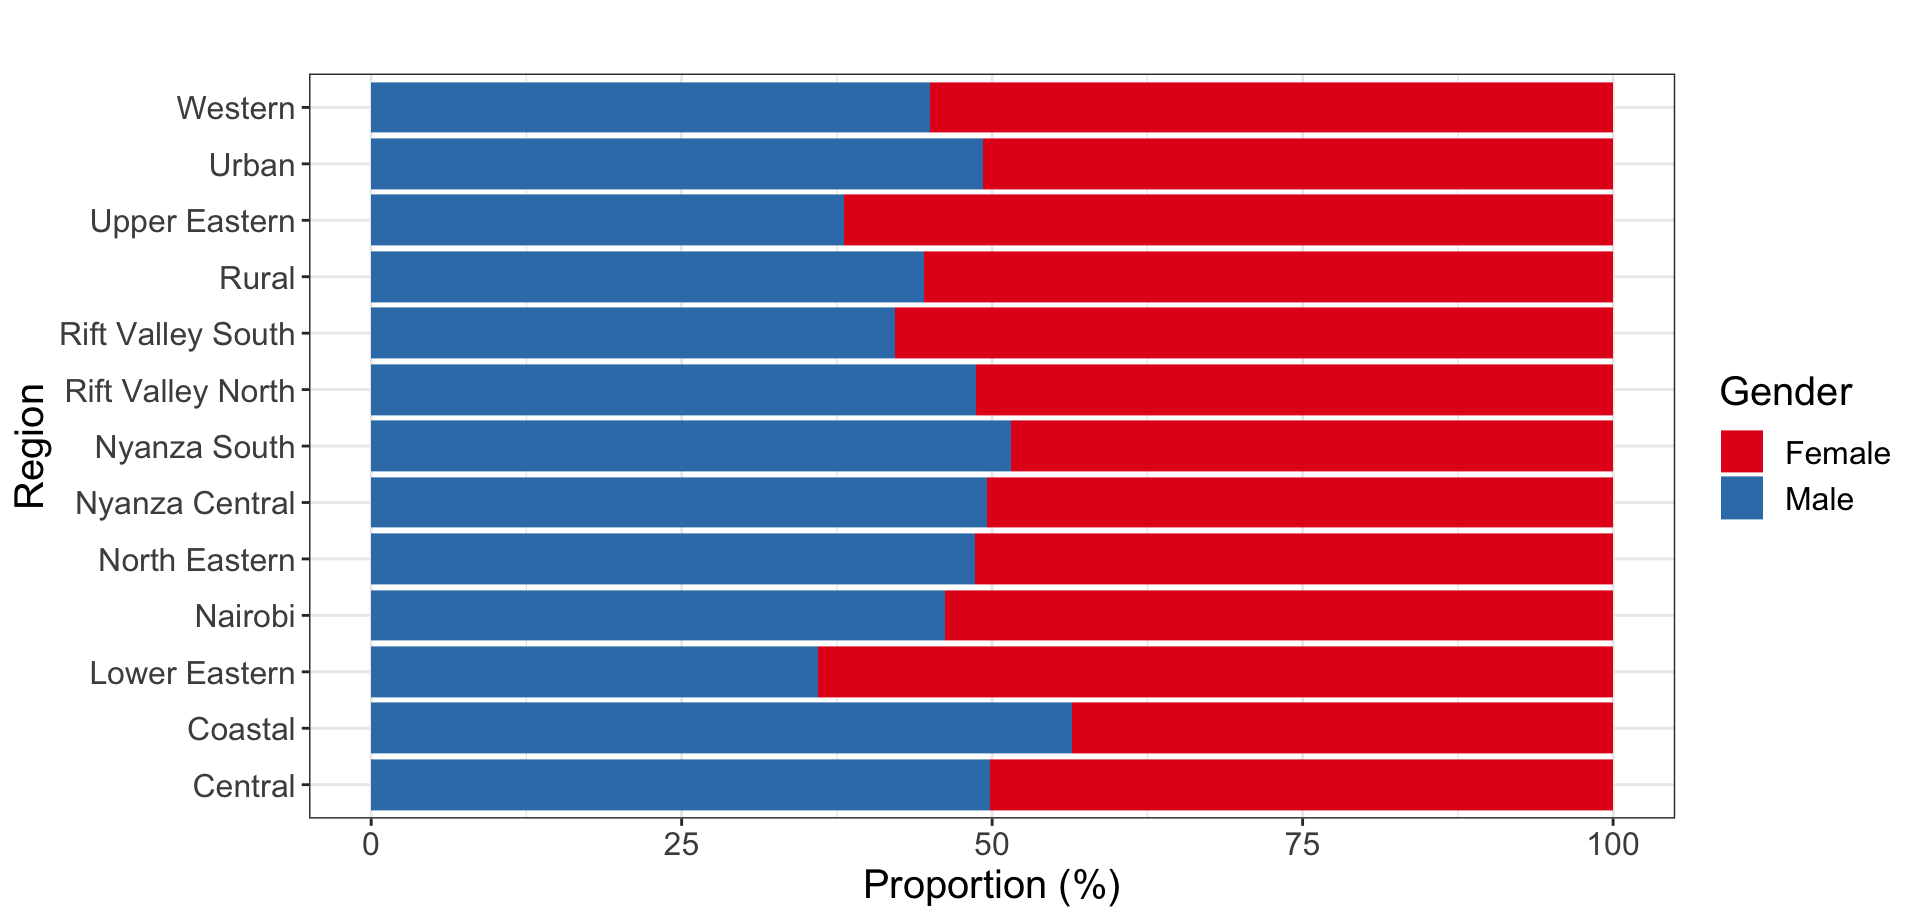 Western
Urban
Upper Eastern
Rural
Rift Valley South
Rift Valley North
Nyanza South
Nyanza Central
North Eastern
Nairobi
Lower Eastern
Coastal
Central
Region
0 25 50 75 100
Proportion (%)
Gender
Female
Male